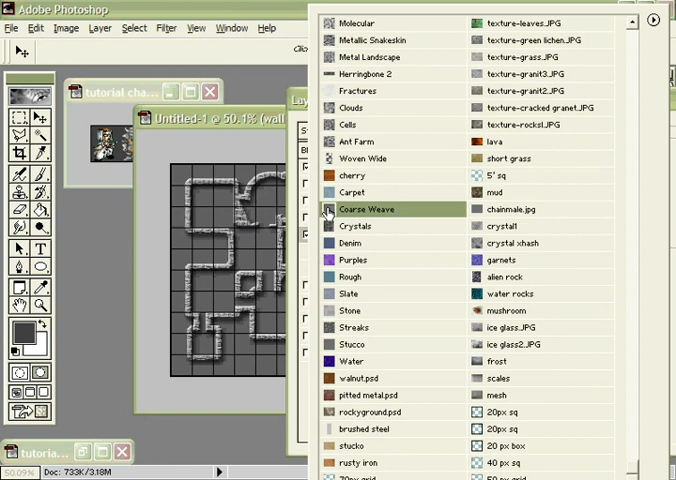 Adobe Photoshop
File Edit Image Layer Select Filter View Window Help
tutorial cha...
Untitled-1 @ 50.1% (wall
Molecular
Metallic Snakeskin
Metal Landscape
Herringbone 2
Fractures
Clouds
Cells
Ant Farm
Woven Wide
cherry
Carpet
Coarse Weave
Crystals
Denim
Purples
Rough
Slate
Stone
Streaks
Stucco
Water
walnut.psd
pitted metal.psd
rockyground.psd
brushed steel
stucko
rusty iron
texture-leaves.JPG
texture-green lichen.JPG
texture-grass.JPG
texture-granit3.JPG
texture-granit2.JPG
texture-cracked granet.JPG
texture-rocksl.JPG
lava
short grass
5' sq
mud
chainmale.jpg
crystal1
crystal xhash
garnets
alien rock
water rocks
mushroom
ice glass.JPG
ice glass2.JPG
frost
scales
mesh
20px sq
20px sq
20 px box
40 px sq
tutoria...
50.09% Doc: 733K/3.18M